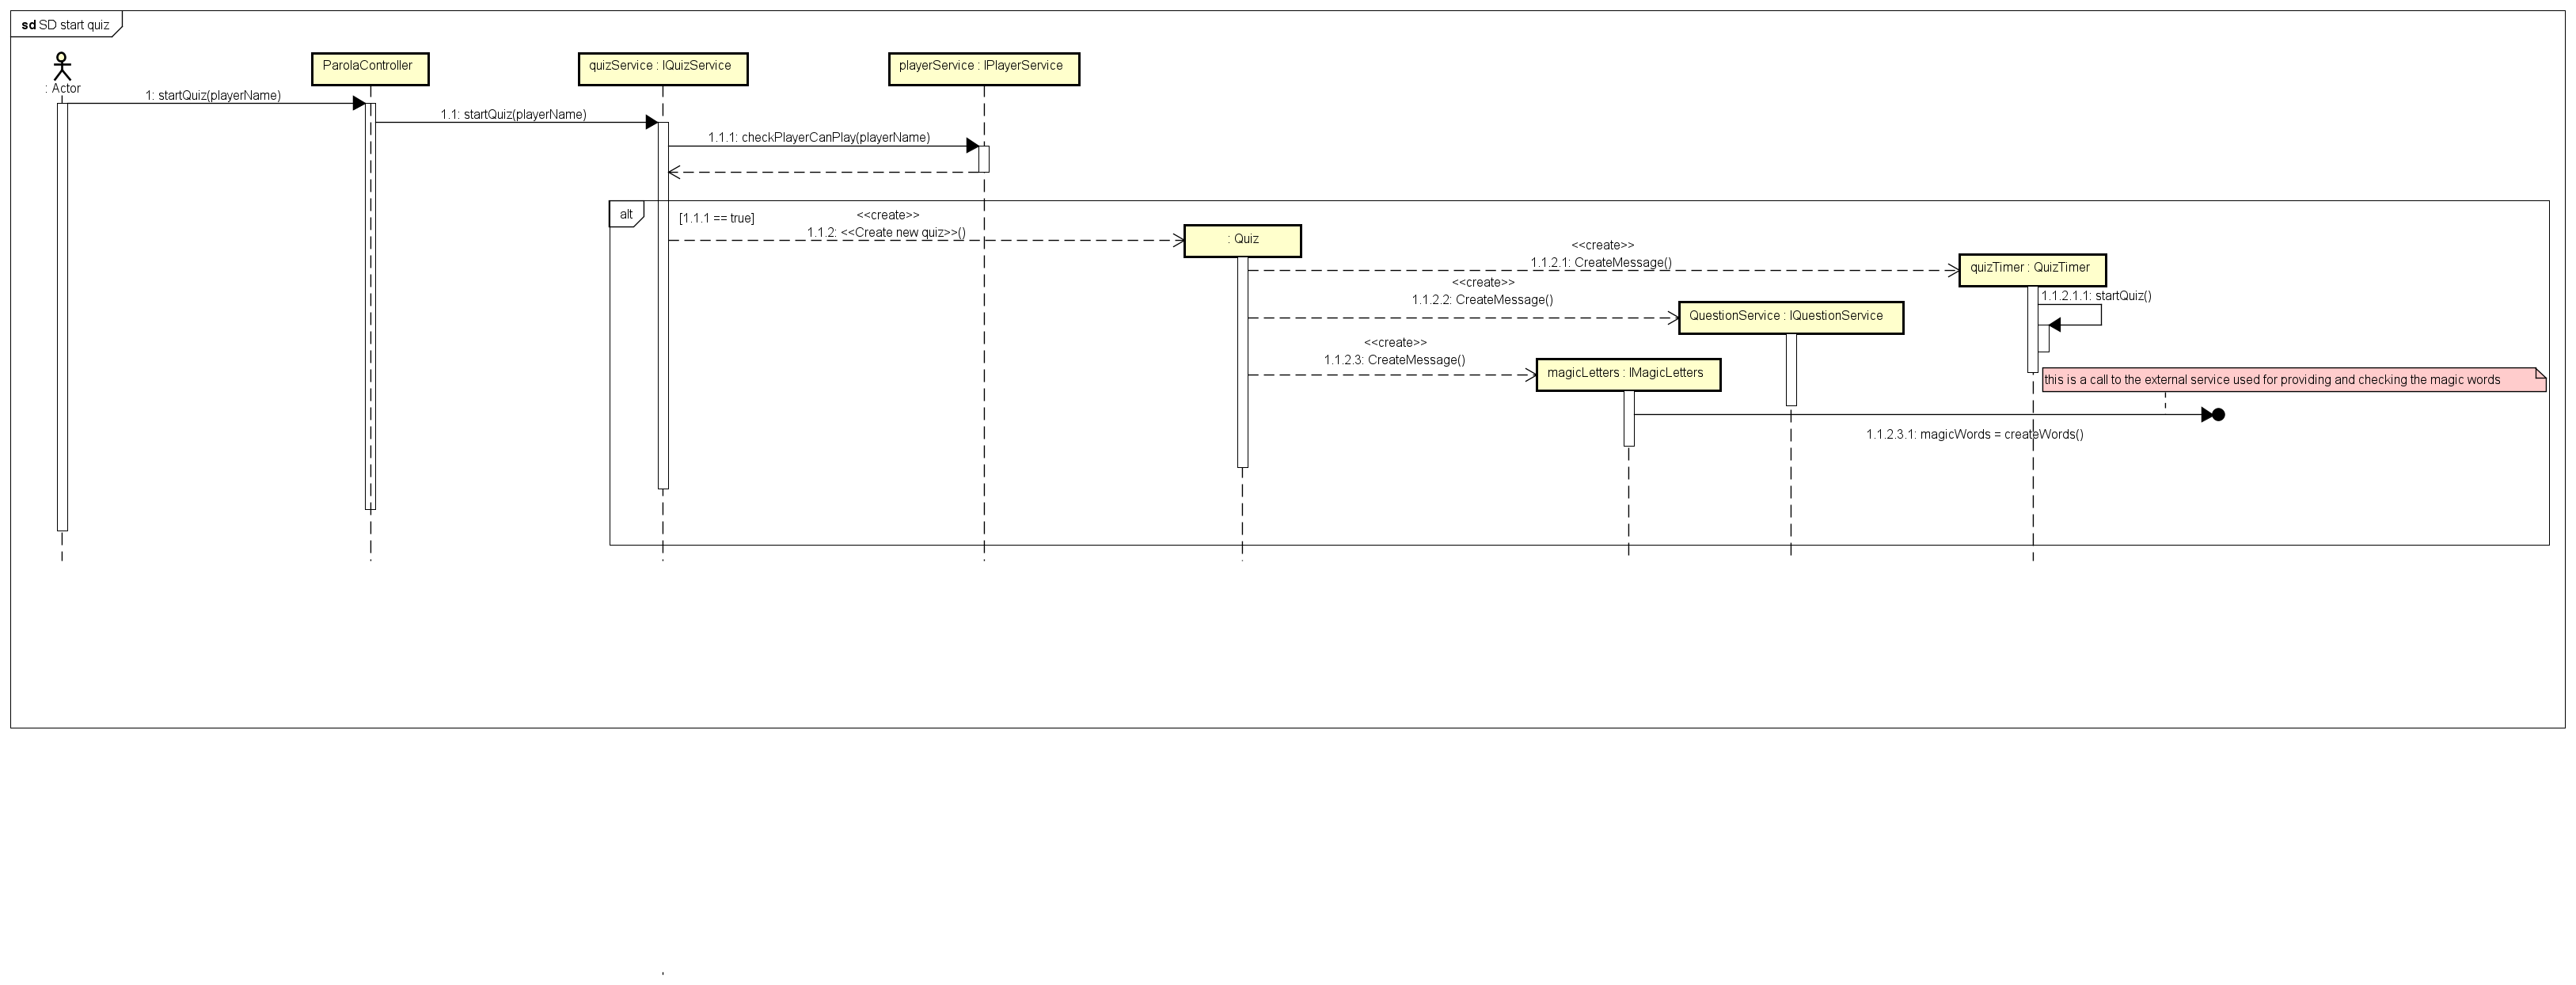 sd SD start quiz
: Actor
ParolaController
quizService : IQuizService
playerService : IPlayerService
1: startQuiz(playerName)
1.1: startQuiz(playerName)
1.1.1: checkPlayerCanPlay(playerName)
alt
[1.1.1 == true]
<<create>>
1.1.2: <<Create new quiz>>()
: Quiz
<<create>>
1.1.2.1: CreateMessage()
quizTimer : QuizTimer
1.1.2.1.1: startQuiz()
<<create>>
1.1.2.2: CreateMessage()
QuestionService : IQuestionService
<<create>>
1.1.2.3: CreateMessage()
magicLetters : IMagicLetters
this is a call to the external service used for providing and checking the magic words
1.1.2.3.1: magicWords = createWords()